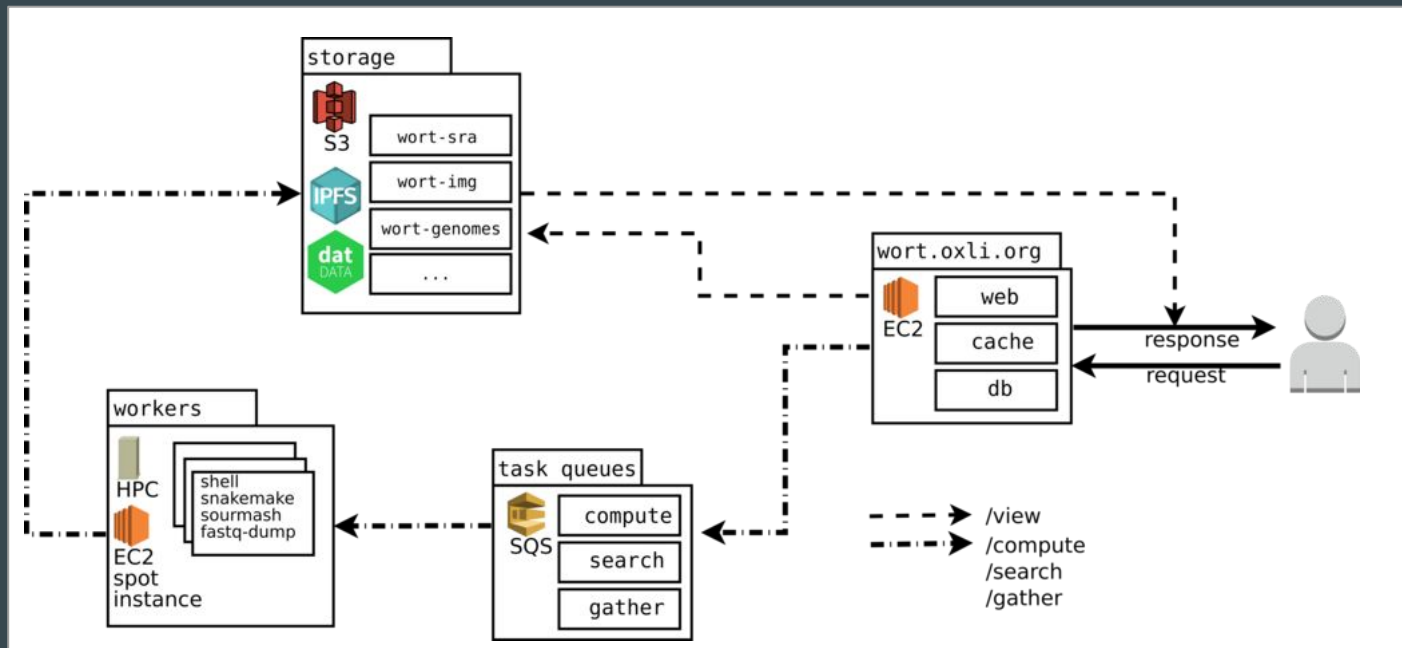 storage
S3
wort-sra
IPFS
wort-img
wort-genomes
dat
DATA
...
wort.oxli.org
EC2
web
cache
db
response
request
workers
HPC
EC2
spot
instance
shell
snakemake
sourmash
fastq-dump
task queues
SQS
compute
search
gather
/view
/compute
/search
/gather